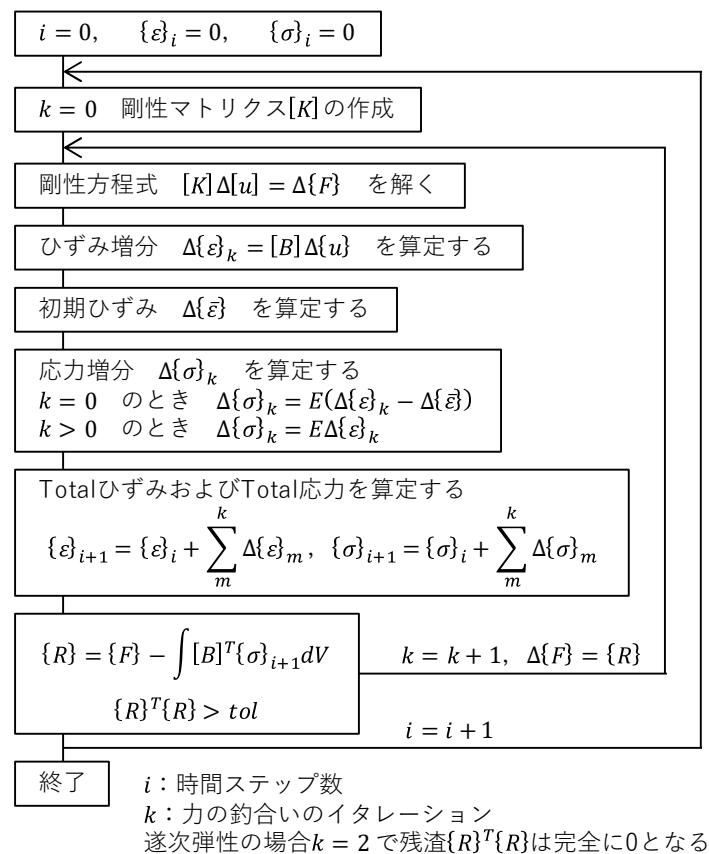 i = 0,  {ε}_i = 0,  {σ}_i = 0
k = 0 剛性マトリクス[K]の作成
剛性方程式 [K]Δ[u] = Δ{F} を解く
ひずみ増分 Δ{ε}_k = [B]Δ{u} を算定する
初期ひずみ Δ{ε̄} を算定する
応力増分 Δ{σ}_k を算定する
k = 0 のとき Δ{σ}_k = E(Δ{ε}_k − Δ{ε̄})
k > 0 のとき Δ{σ}_k = EΔ{ε}_k
TotalひずみおよびTotal応力を算定する
{ε}_{i+1} = {ε}_i + ∑_m^k Δ{ε}_m, {σ}_{i+1} = {σ}_i + ∑_m^k Δ{σ}_m
{R} = {F} − ∫[B]^T{σ}_{i+1}dV
k = k + 1, Δ{F} = {R}
{R}^T{R} > tol
i = i + 1
終了
i：時間ステップ数
k：力の釣合いのイタレーション
逐次弾性の場合k = 2で残渣{R}^T{R}は完全に0となる